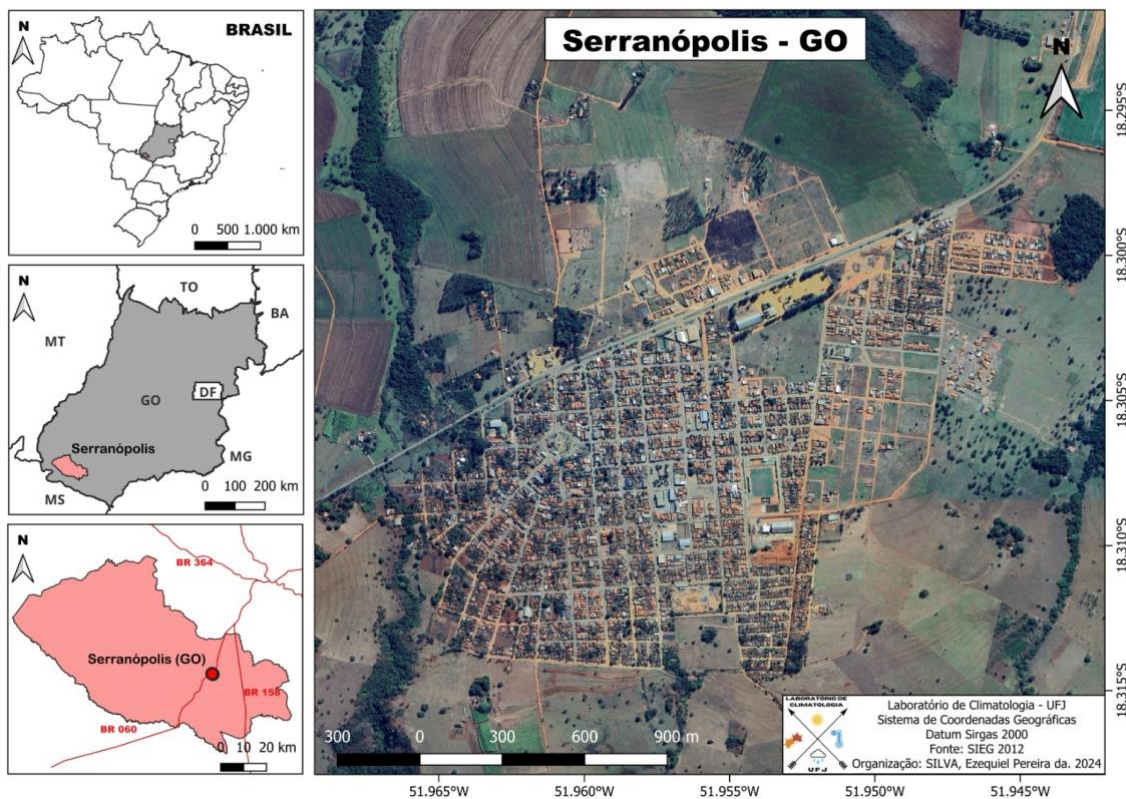 N
BRASIL
0 500 1.000 km
N
TO
BA
MT
DF
GO
Serranópolis
MG
MS
0 100 200 km
N
BR 364
Serranópolis (GO)
BR 158
BR 060
0 10 20 km
Serranópolis - GO
N
18.295°S
18.300°S
18.305°S
18.310°S
18.315°S
300 0 300 600 900 m
LABORATÓRIO DE
CLIMATOLOGIA
UFJ
Laboratório de Climatologia - UFJ
Sistema de Coordenadas Geográficas
Datum Sirgas 2000
Fonte: SIEG 2012
Organização: SILVA, Ezequiel Pereira da. 2024
51.965°W 51.960°W 51.955°W 51.950°W 51.945°W